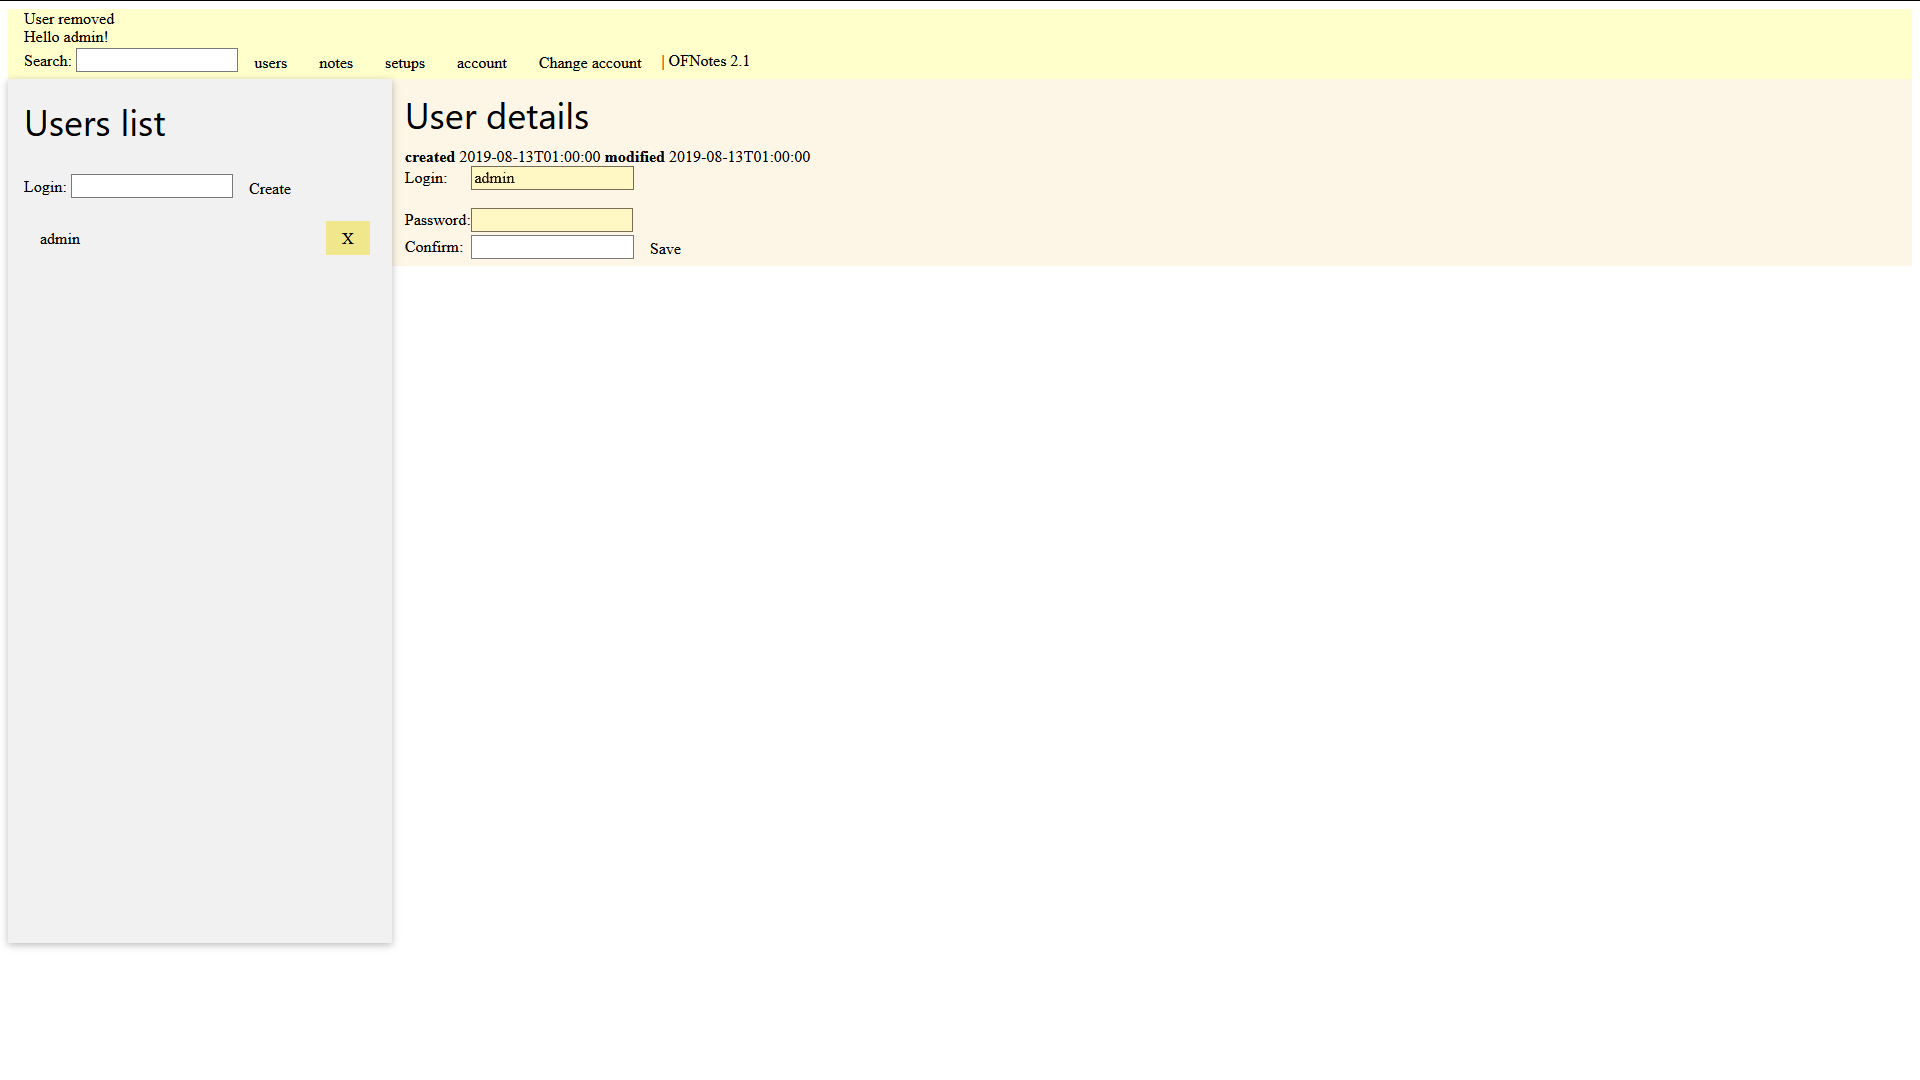 User removed
Hello admin!
Search: users notes setups account Change account | OFNotes 2.1
Users list
Login: Create
admin X
User details
created 2019-08-13T01:00:00 modified 2019-08-13T01:00:00
Login: admin
Password:
Confirm: Save